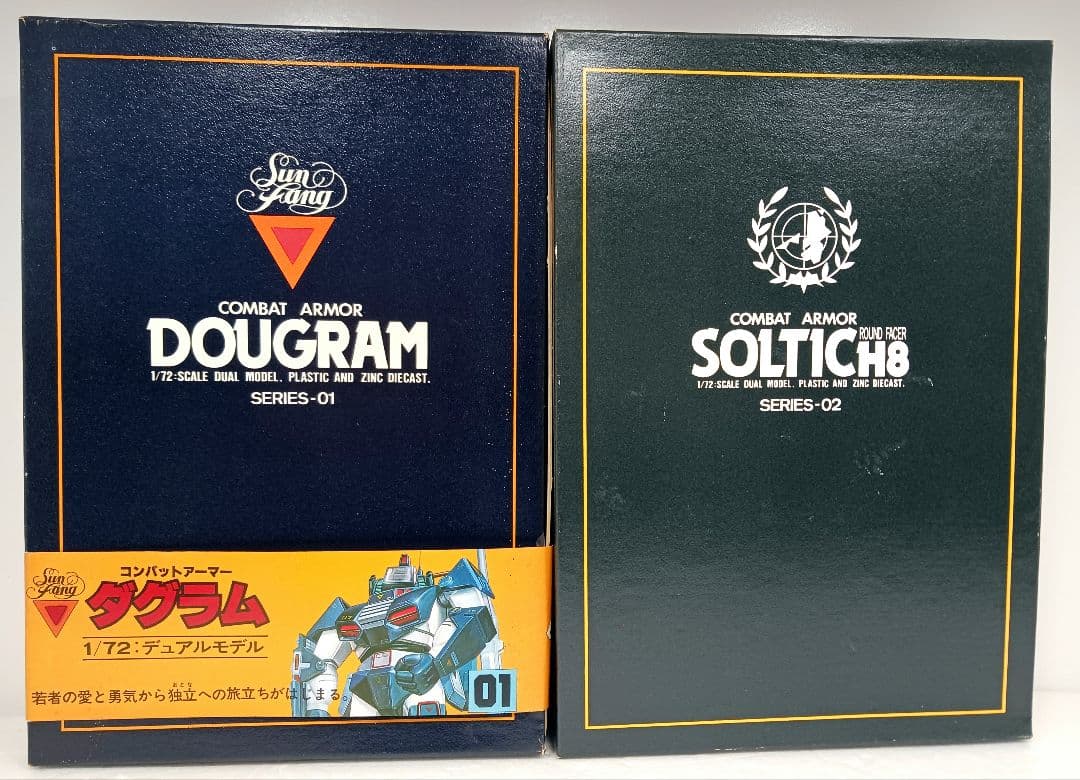 Sun
Fang
COMBAT ARMOR
DOUGRAM
1/72:SCALE DUAL MODEL. PLASTIC AND ZINC DIECAST.
SERIES-01
Sun
Fang
コンバットアーマー
ダグラム
1/72:デュアルモデル
おとな
若者の愛と勇気から独立への旅立ちがはじまる。
01
COMBAT ARMOR
ROUND FACER
SOLTIC H8
1/72:SCALE DUAL MODEL. PLASTIC AND ZINC DIECAST.
SERIES-02